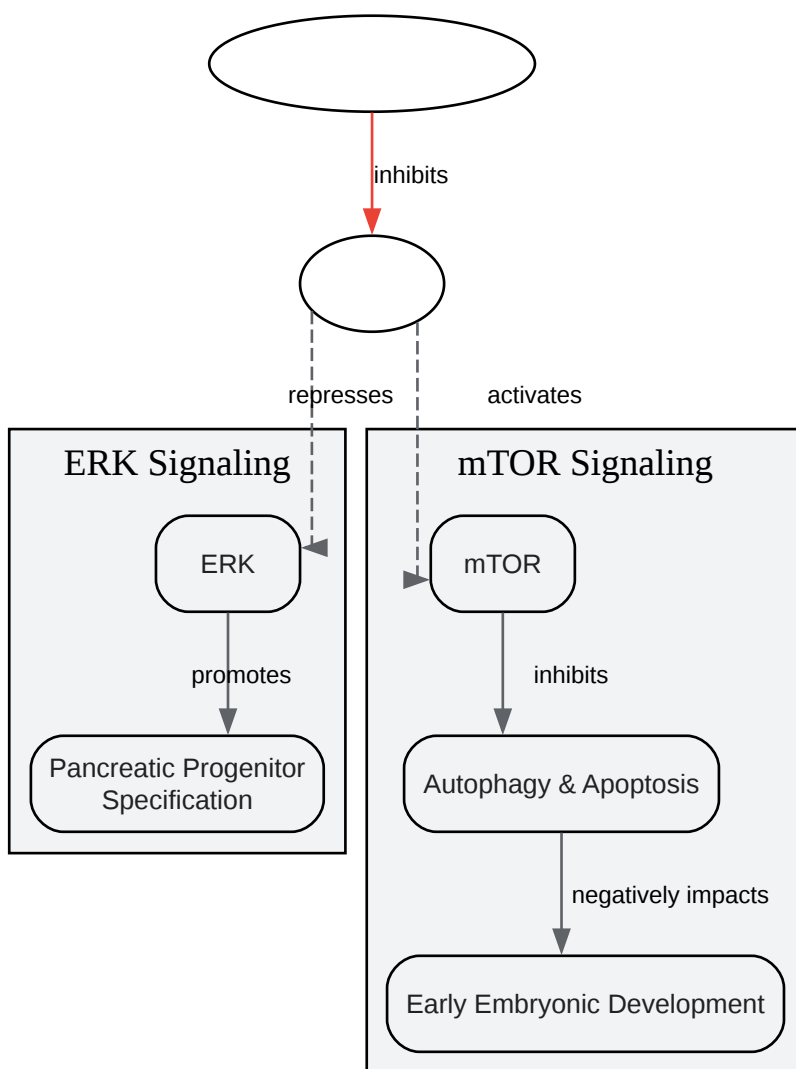 inhibits
represses
activates
ERK Signaling
mTOR Signaling
ERK
mTOR
promotes
inhibits
Pancreatic Progenitor
Specification
Autophagy & Apoptosis
negatively impacts
Early Embryonic Development